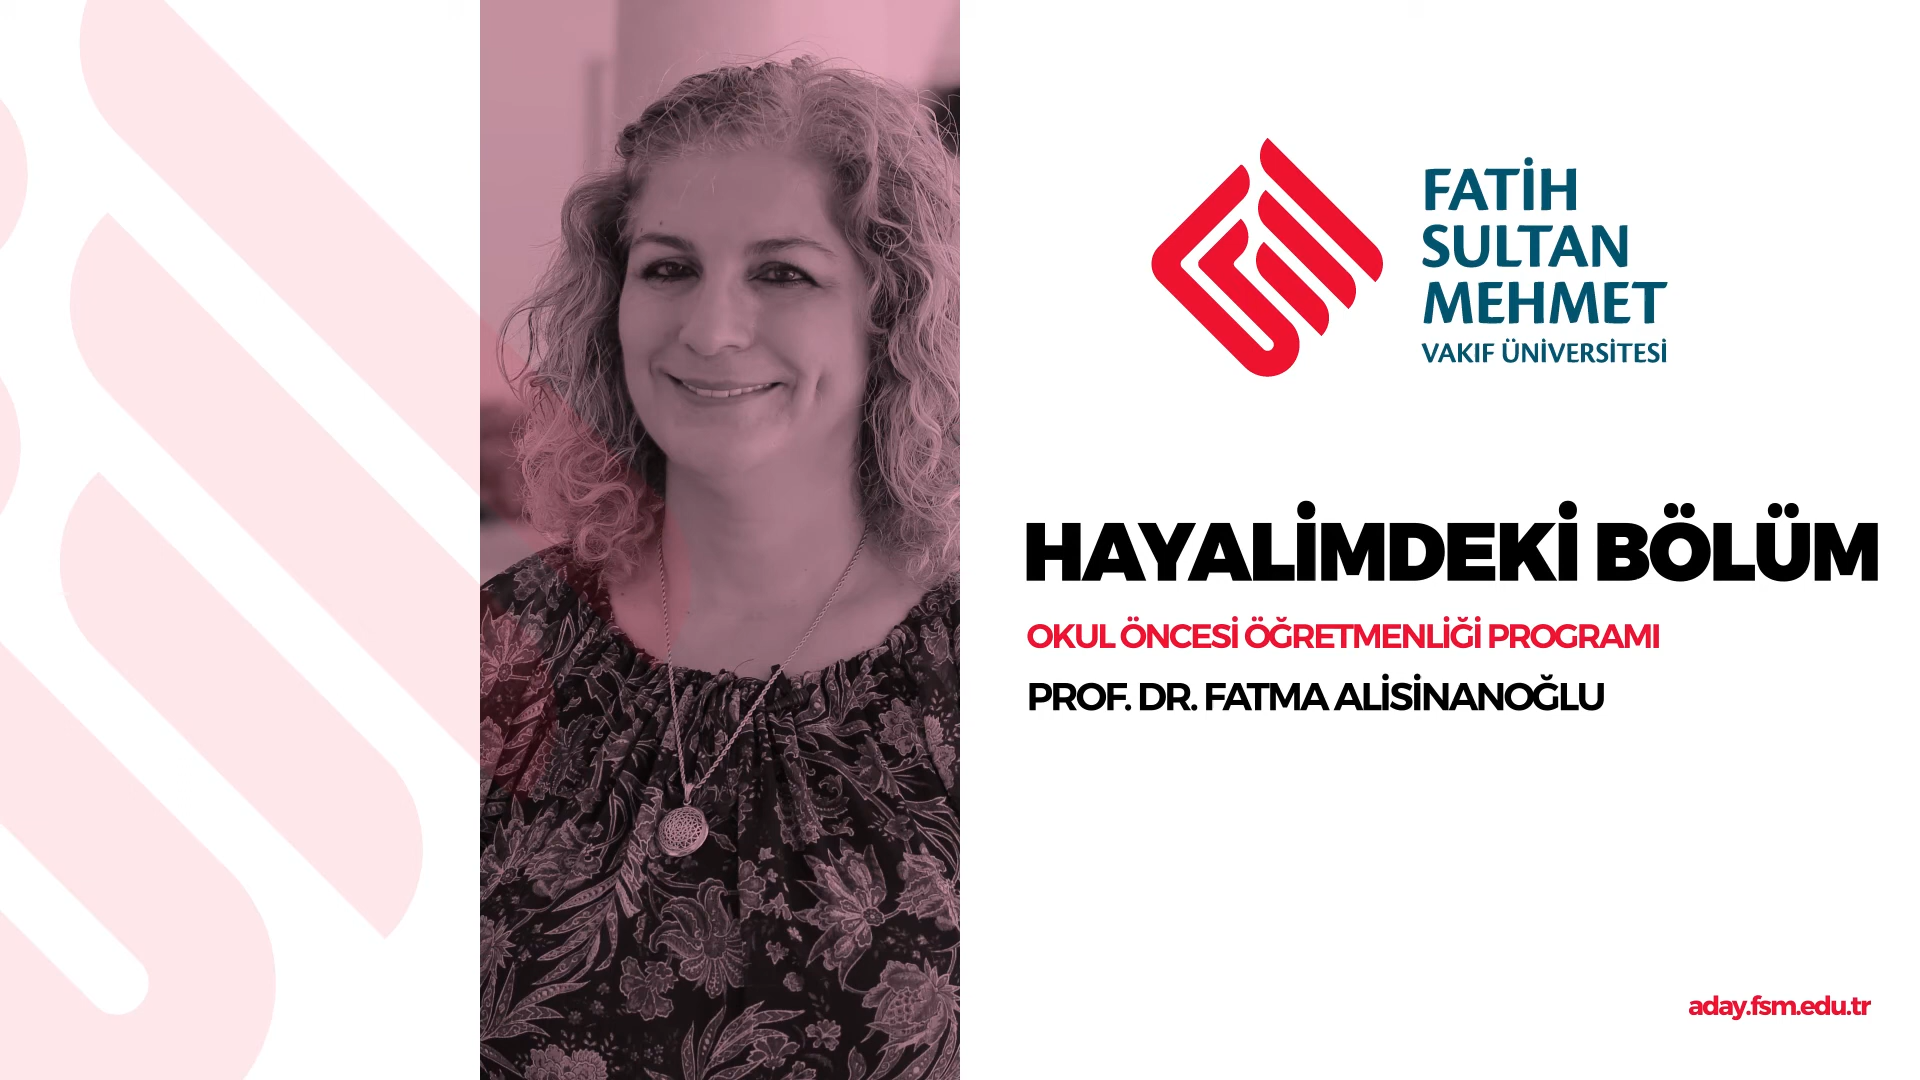 FATİH
SULTAN
MEHMET
VAKIF ÜNİVERSİTESİ
HAYALİMDEKİ BÖLÜM
OKUL ÖNCESİ ÖĞRETMENLİĞİ PROGRAMI
PROF. DR. FATMA ALİSİNANOĞLU
aday.fsm.edu.tr